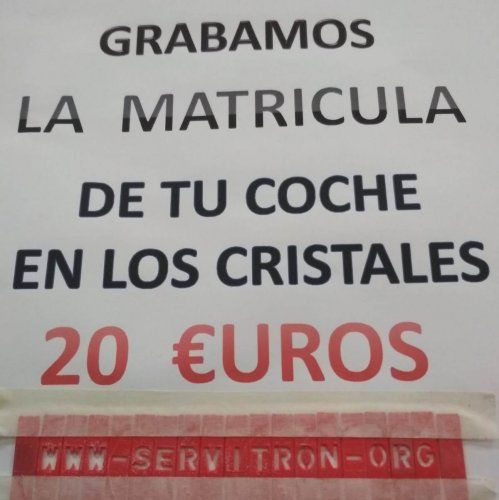 GRABAMOS
LA MATRICULA
DE TU COCHE
EN LOS CRISTALES
20 €UROS
WWW-SERVITRON-ORG